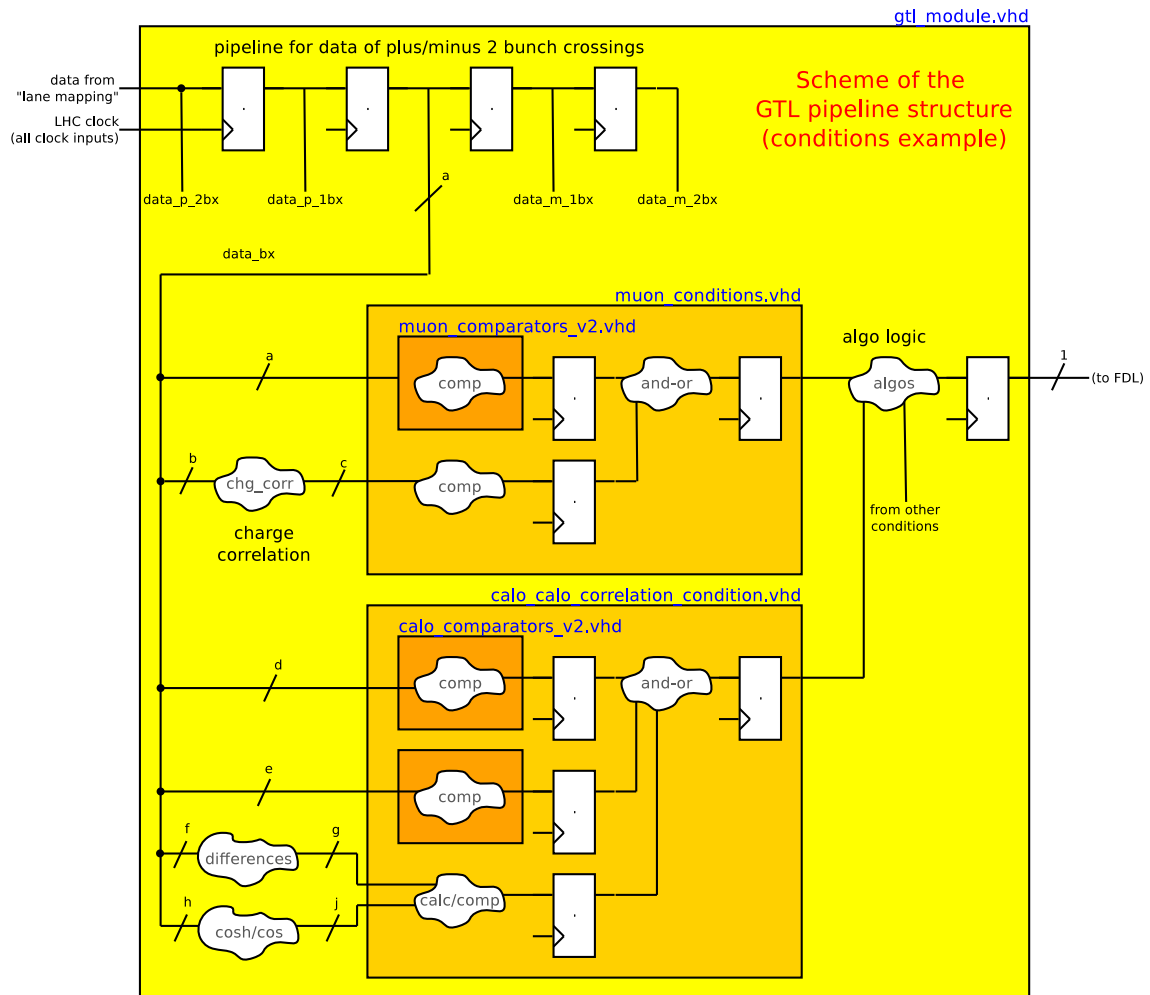 gtl_module.vhd
pipeline for data of plus/minus 2 bunch crossings
data from
"lane mapping"
LHC clock
(all clock inputs)
Scheme of the
GTL pipeline structure
(conditions example)
a
data_p_2bx
data_p_1bx
data_m_1bx
data_m_2bx
data_bx
muon_conditions.vhd
muon_comparators_v2.vhd
algo logic
a
comp
and-or
algos
1
(to FDL)
b
chg_corr
c
comp
charge
correlation
from other
conditions
calo_calo_correlation_condition.vhd
calo_comparators_v2.vhd
d
comp
and-or
e
comp
f
differences
g
calc/comp
h
cosh/cos
j